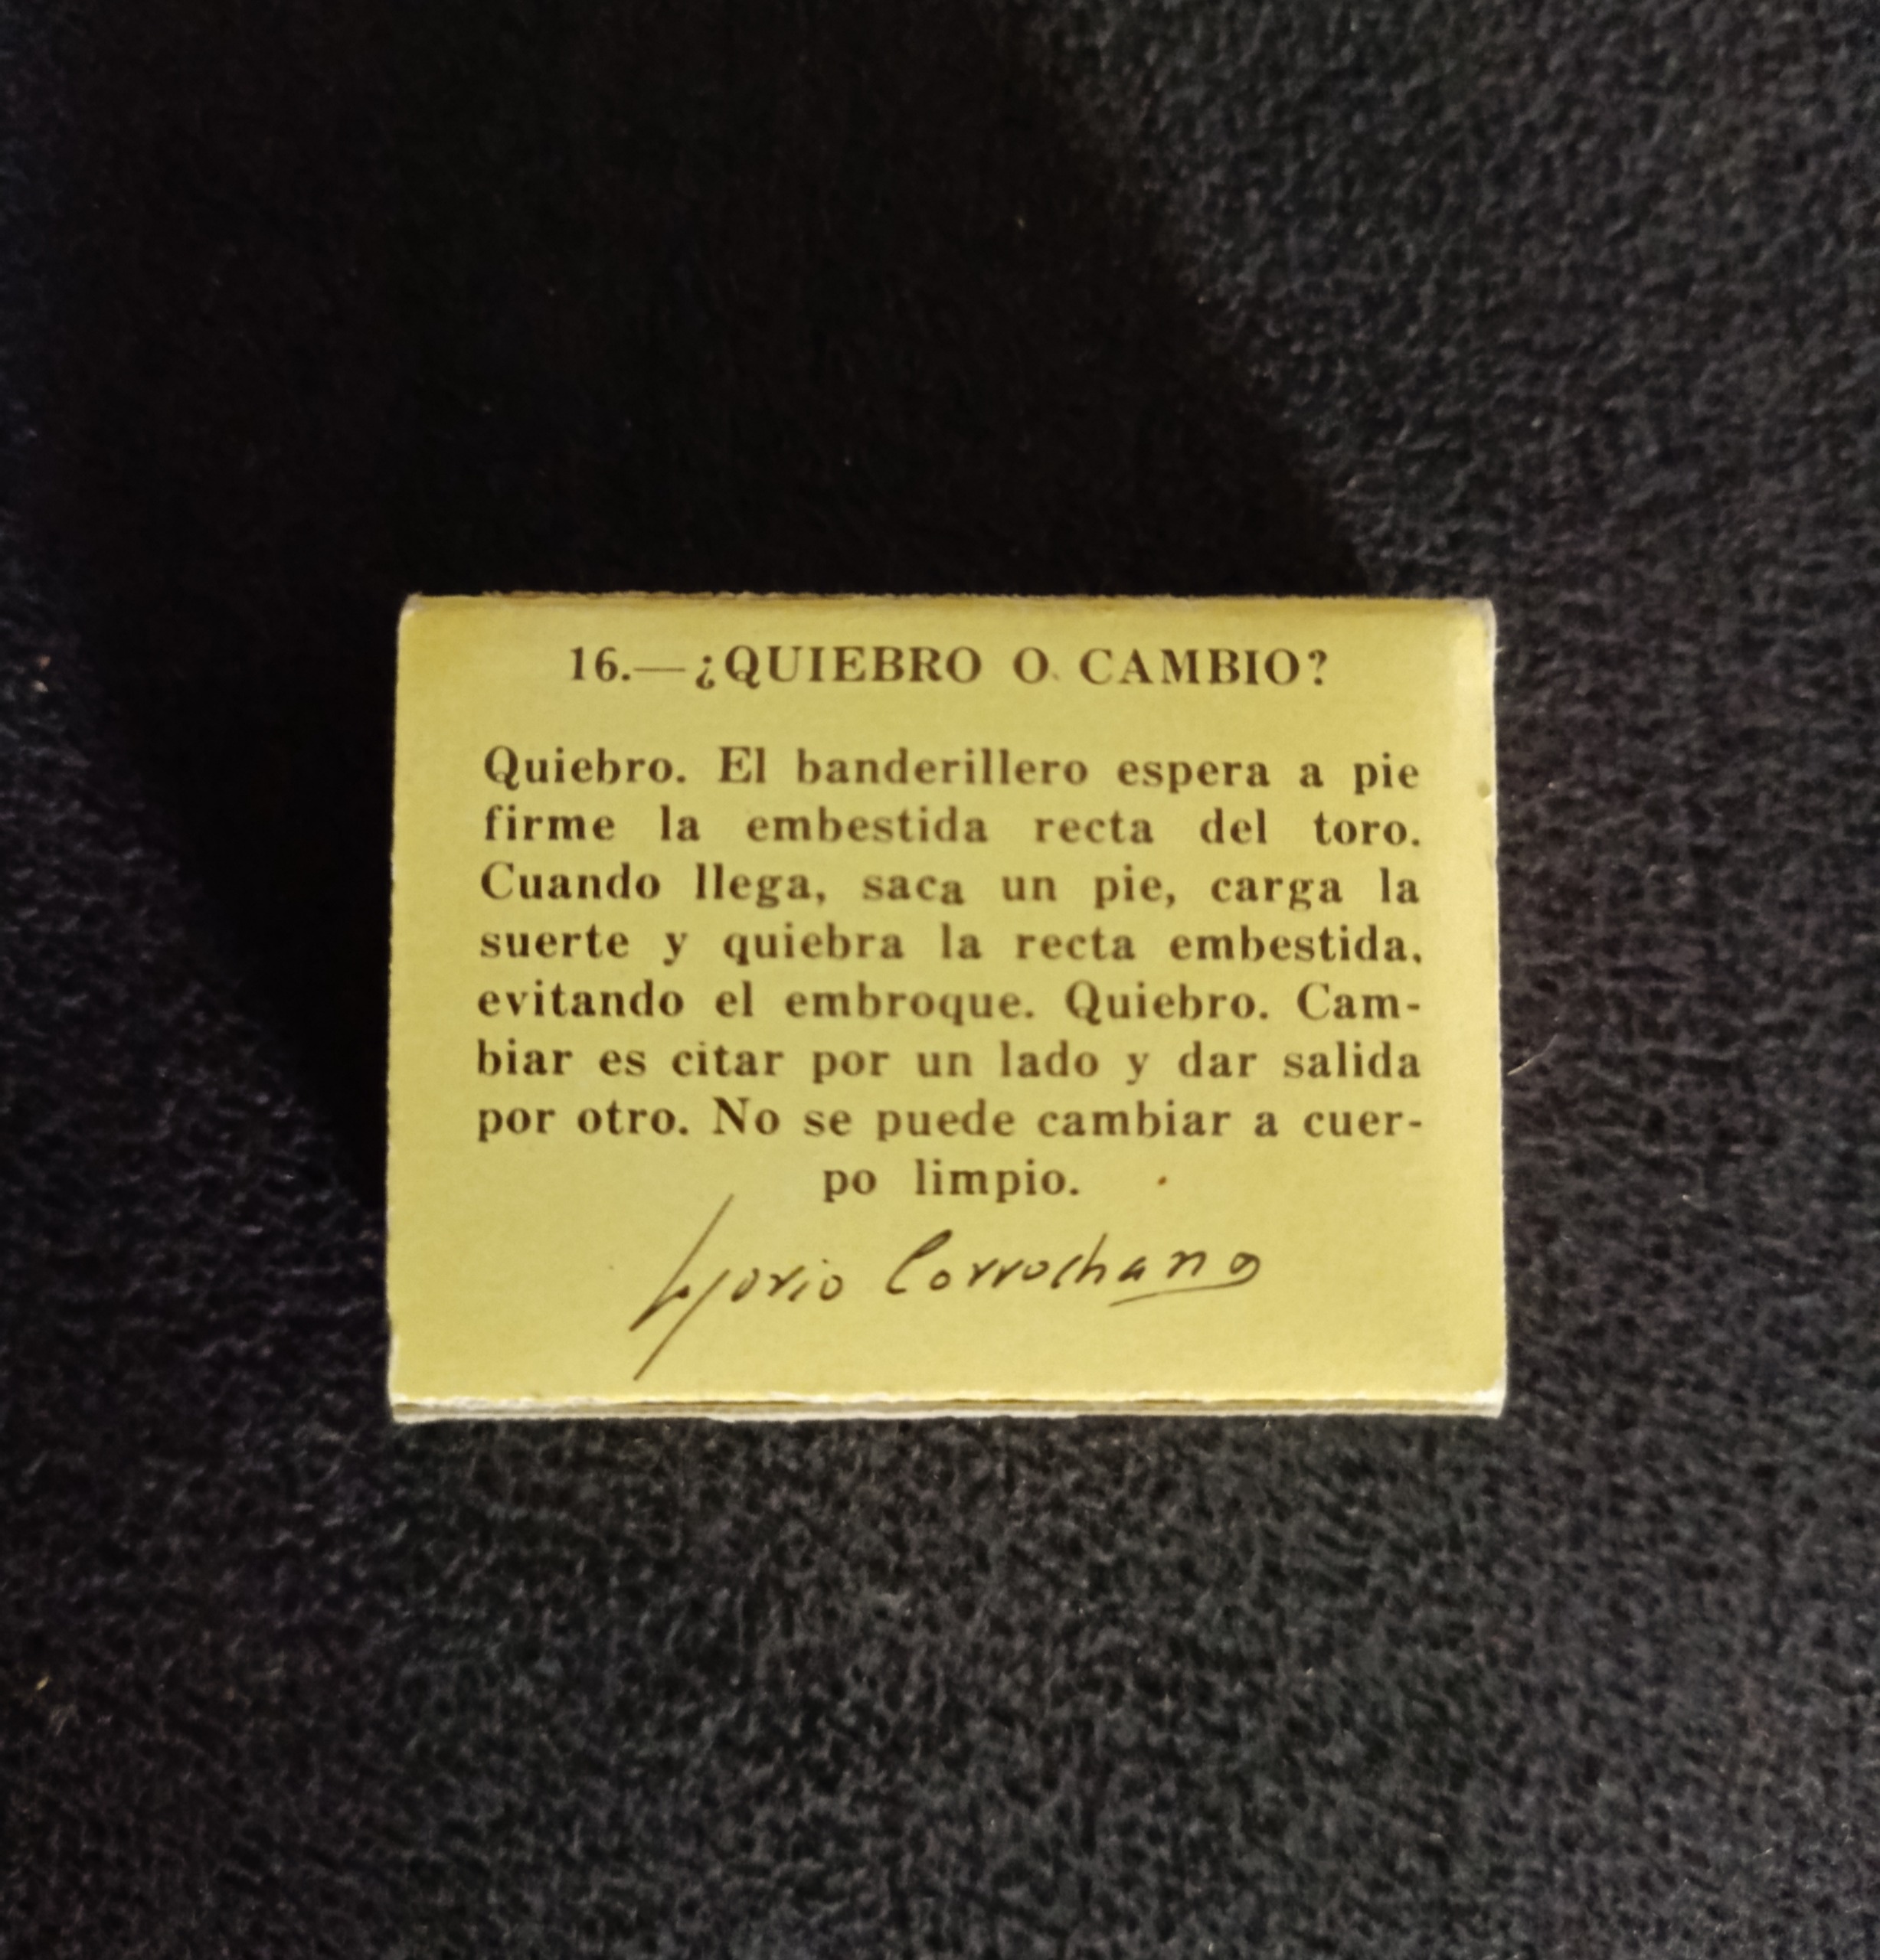 16.—¿QUIEBRO O CAMBIO?
Quiebro. El banderillero espera a pie
firme la embestida recta del toro.
Cuando llega, saca un pie, carga la
suerte y quiebra la recta embestida,
evitando el embroque. Quiebro. Cam-
biar es citar por un lado y dar salida
por otro. No se puede cambiar a cuer-
po limpio.
Gregorio Corrochano